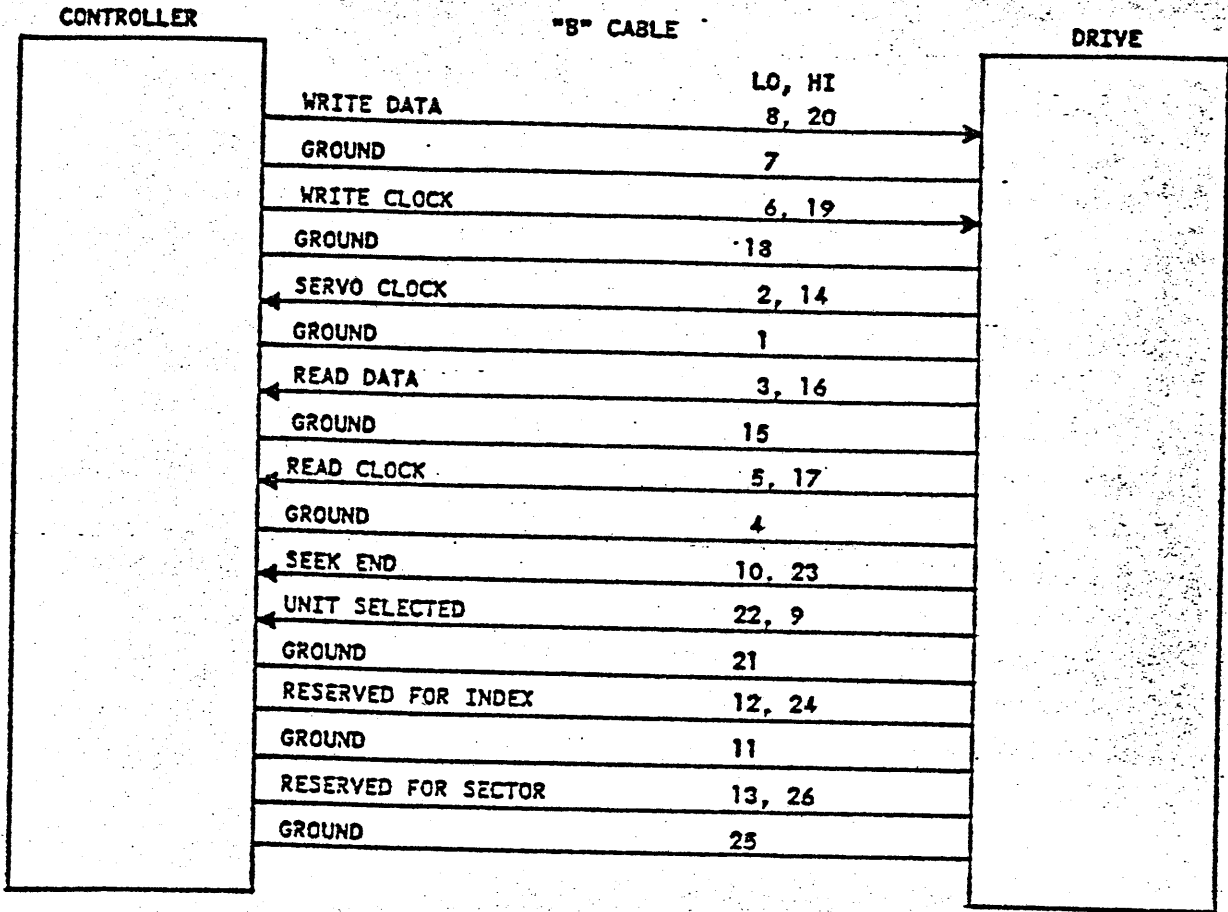 CONTROLLER
"B" CABLE
DRIVE
LO, HI
WRITE DATA 8, 20
GROUND 7
WRITE CLOCK 6, 19
GROUND 18
SERVO CLOCK 2, 14
GROUND 1
READ DATA 3, 16
GROUND 15
READ CLOCK 5, 17
GROUND 4
SEEK END 10, 23
UNIT SELECTED 22, 9
GROUND 21
RESERVED FOR INDEX 12, 24
GROUND 11
RESERVED FOR SECTOR 13, 26
GROUND 25